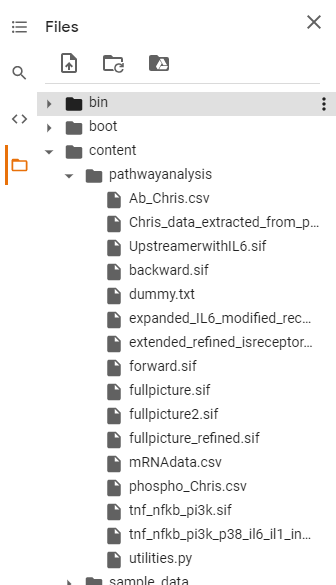 Files
bin
boot
content
pathwayanalysis
Ab_Chris.csv
Chris_data_extracted_from_p...
UpstreamerwithIL6.sif
backward.sif
dummy.txt
expanded_IL6_modified_rec...
extended_refined_isreceptor...
forward.sif
fullpicture.sif
fullpicture2.sif
fullpicture_refined.sif
mRNAdata.csv
phospho_Chris.csv
tnf_nfkb_pi3k.sif
tnf_nfkb_pi3k_p38_il6_il1_in...
utilities.py
sample_data